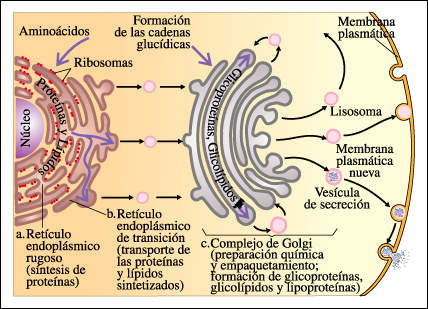 Aminoácidos
Ribosomas
Formación
de las cadenas
glucídicas
Membrana
plasmática
Núcleo
Proteínas y Lípidos
Glicoproteínas, Glicolípidos
Lisosoma
Membrana
plasmática
nueva
Vesícula
de secreción
a. Retículo
endoplásmico
rugoso
(síntesis de
proteínas)
b. Retículo
endoplásmico
de transición
(transporte de
las proteínas
y lípidos
sintetizados)
c. Complejo de Golgi
(preparación química
y empaquetamiento;
formación de glicoproteínas,
glicolípidos y lipoproteínas)